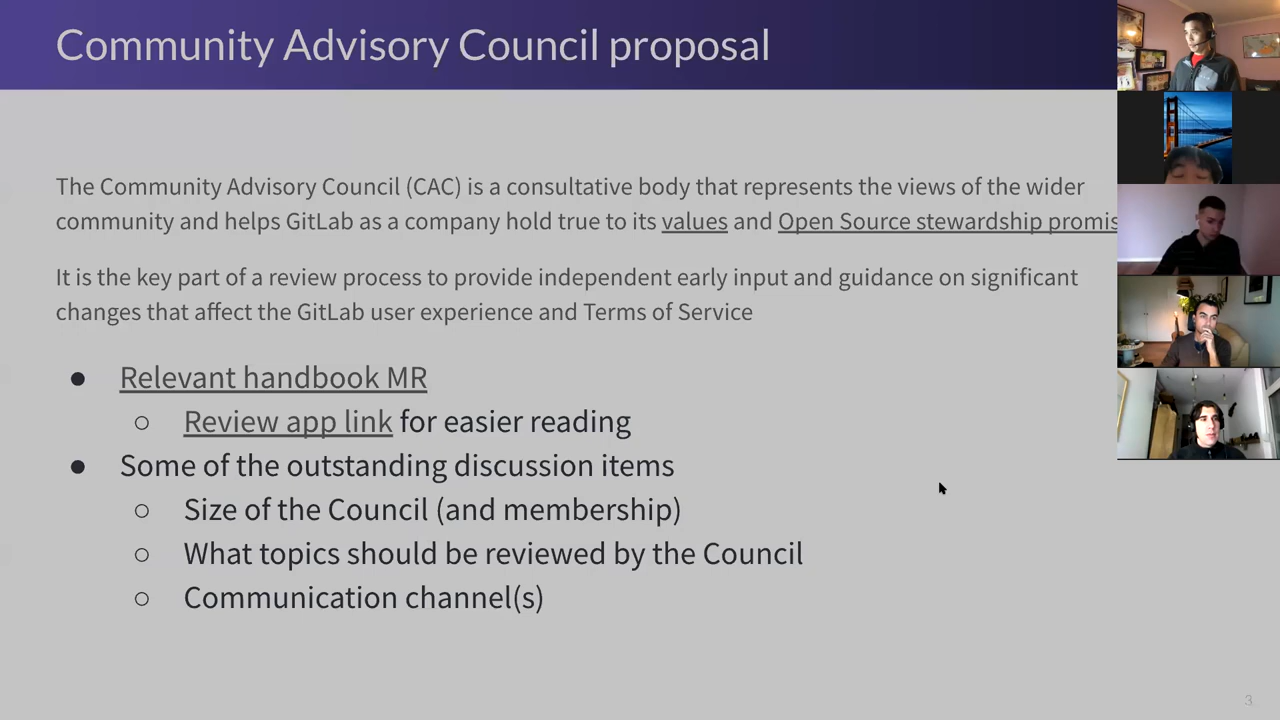 Community Advisory Council proposal
The Community Advisory Council (CAC) is a consultative body that represents the views of the wider
community and helps GitLab as a company hold true to its values and Open Source stewardship promis
It is the key part of a review process to provide independent early input and guidance on significant
changes that affect the GitLab user experience and Terms of Service
● Relevant handbook MR
○ Review app link for easier reading
● Some of the outstanding discussion items
○ Size of the Council (and membership)
○ What topics should be reviewed by the Council
○ Communication channel(s)
3